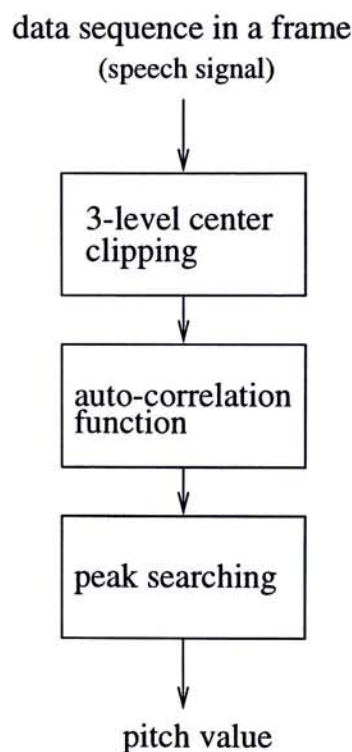 data sequence in a frame
(speech signal)
3-level center
clipping
auto-correlation
function
peak searching
pitch value